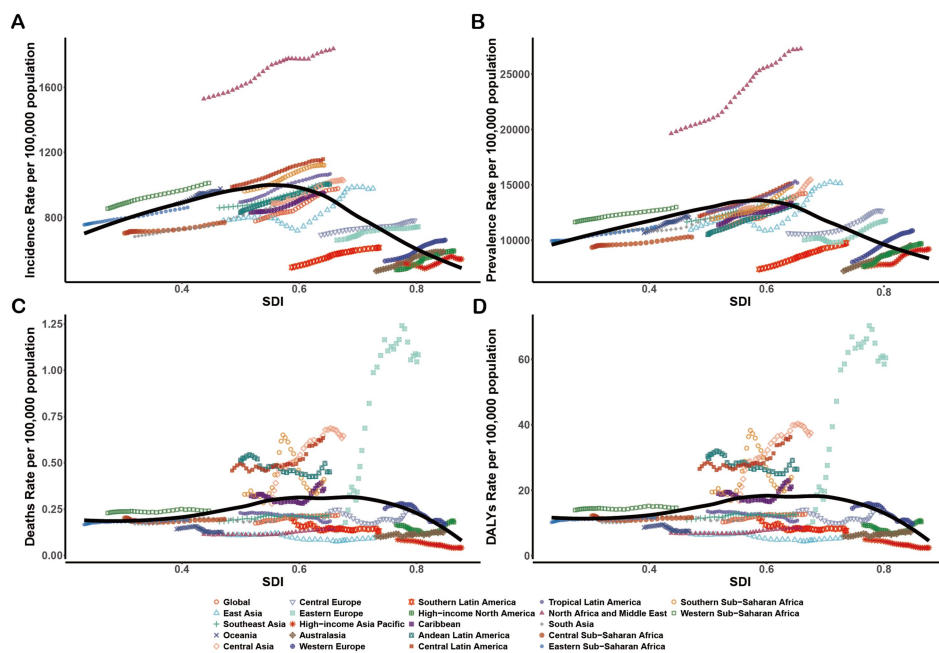 A
B
Incidence Rate per 100,000 population
1600
1200
800
0.4
0.6
0.8
SDI
Prevalence Rate per 100,000 population
25000
20000
15000
10000
0.4
0.6
0.8
SDI
C
D
Deaths Rate per 100,000 population
1.25
1.00
0.75
0.50
0.25
0.00
0.4
0.6
0.8
SDI
DALYs Rate per 100,000 population
60
40
20
0
0.4
0.6
0.8
SDI
Global
Central Europe
Southern Latin America
Tropical Latin America
Southern Sub−Saharan Africa
East Asia
Eastern Europe
High−income North America
North Africa and Middle East
Western Sub−Saharan Africa
Southeast Asia
High−income Asia Pacific
Caribbean
South Asia
Oceania
Australasia
Andean Latin America
Central Sub−Saharan Africa
Central Asia
Western Europe
Central Latin America
Eastern Sub−Saharan Africa